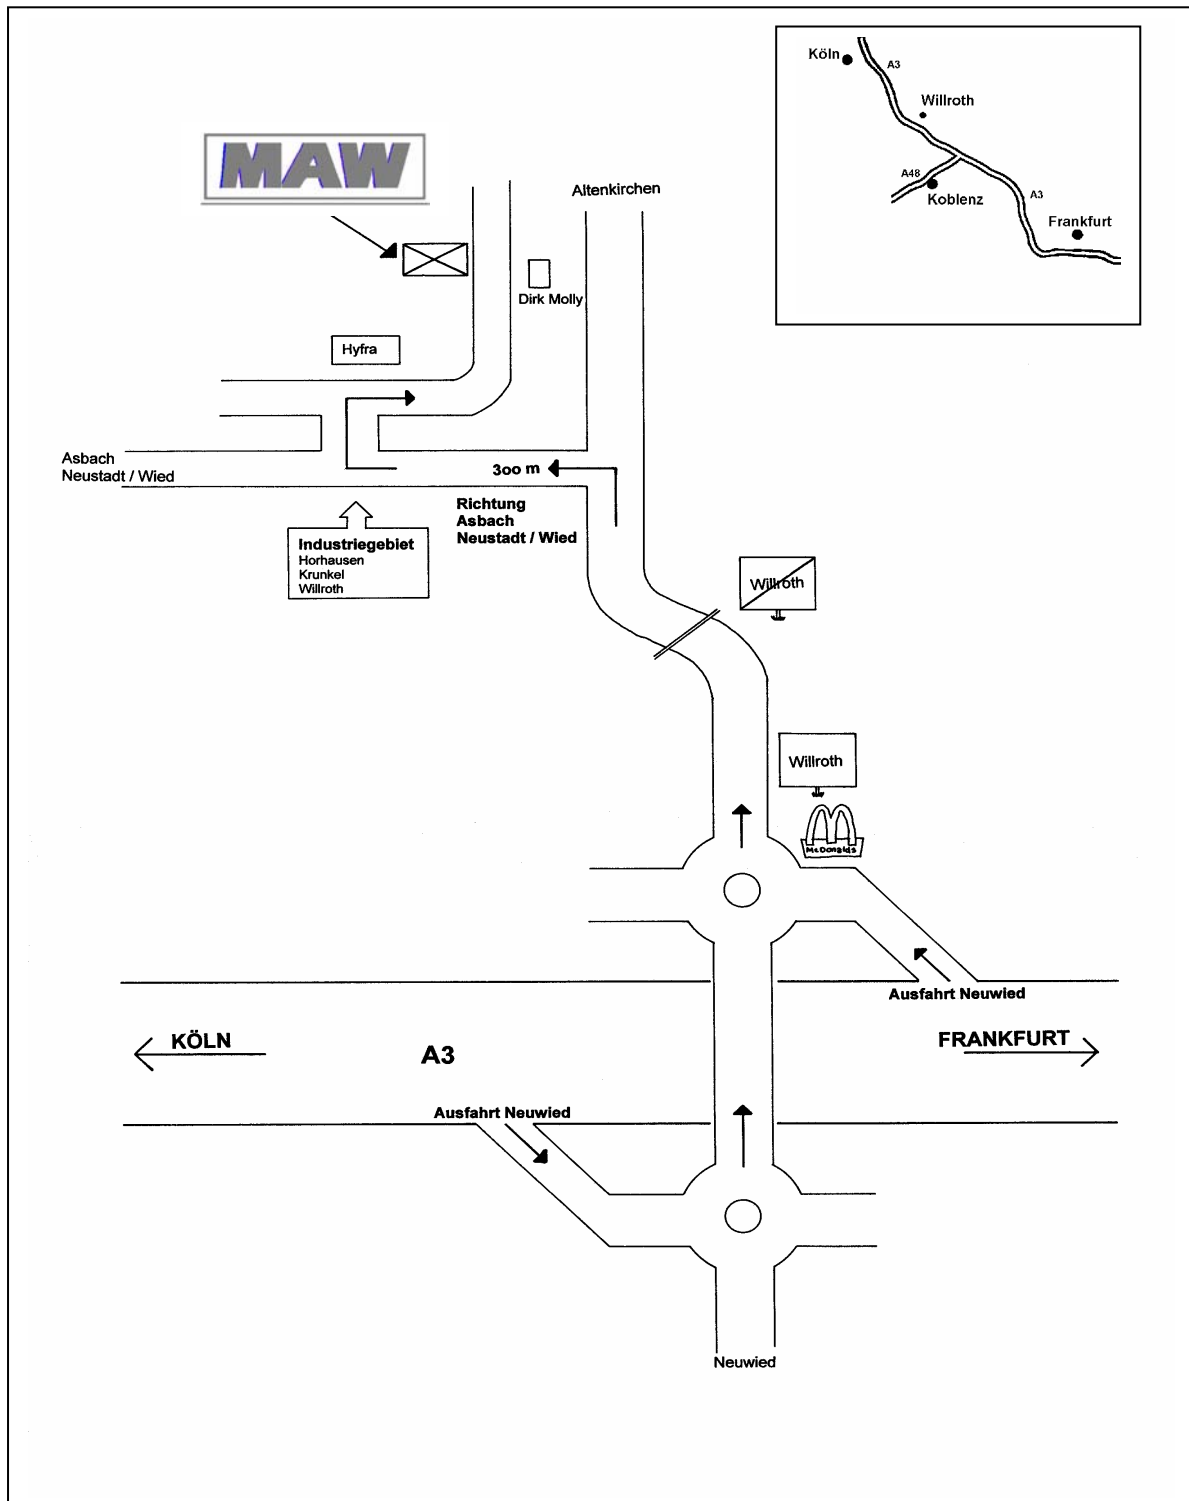 Köln
A3
Willroth
A48
Koblenz
A3
Frankfurt
MAW
Altenkirchen
Dirk Molly
Hyfra
Asbach
Neustadt / Wied
3oo m
Richtung
Asbach
Neustadt / Wied
Industriegebiet
Horhausen
Krunkel
Willroth
Willroth
Willroth
McDonalds
Ausfahrt Neuwied
KÖLN
A3
FRANKFURT
Ausfahrt Neuwied
Neuwied